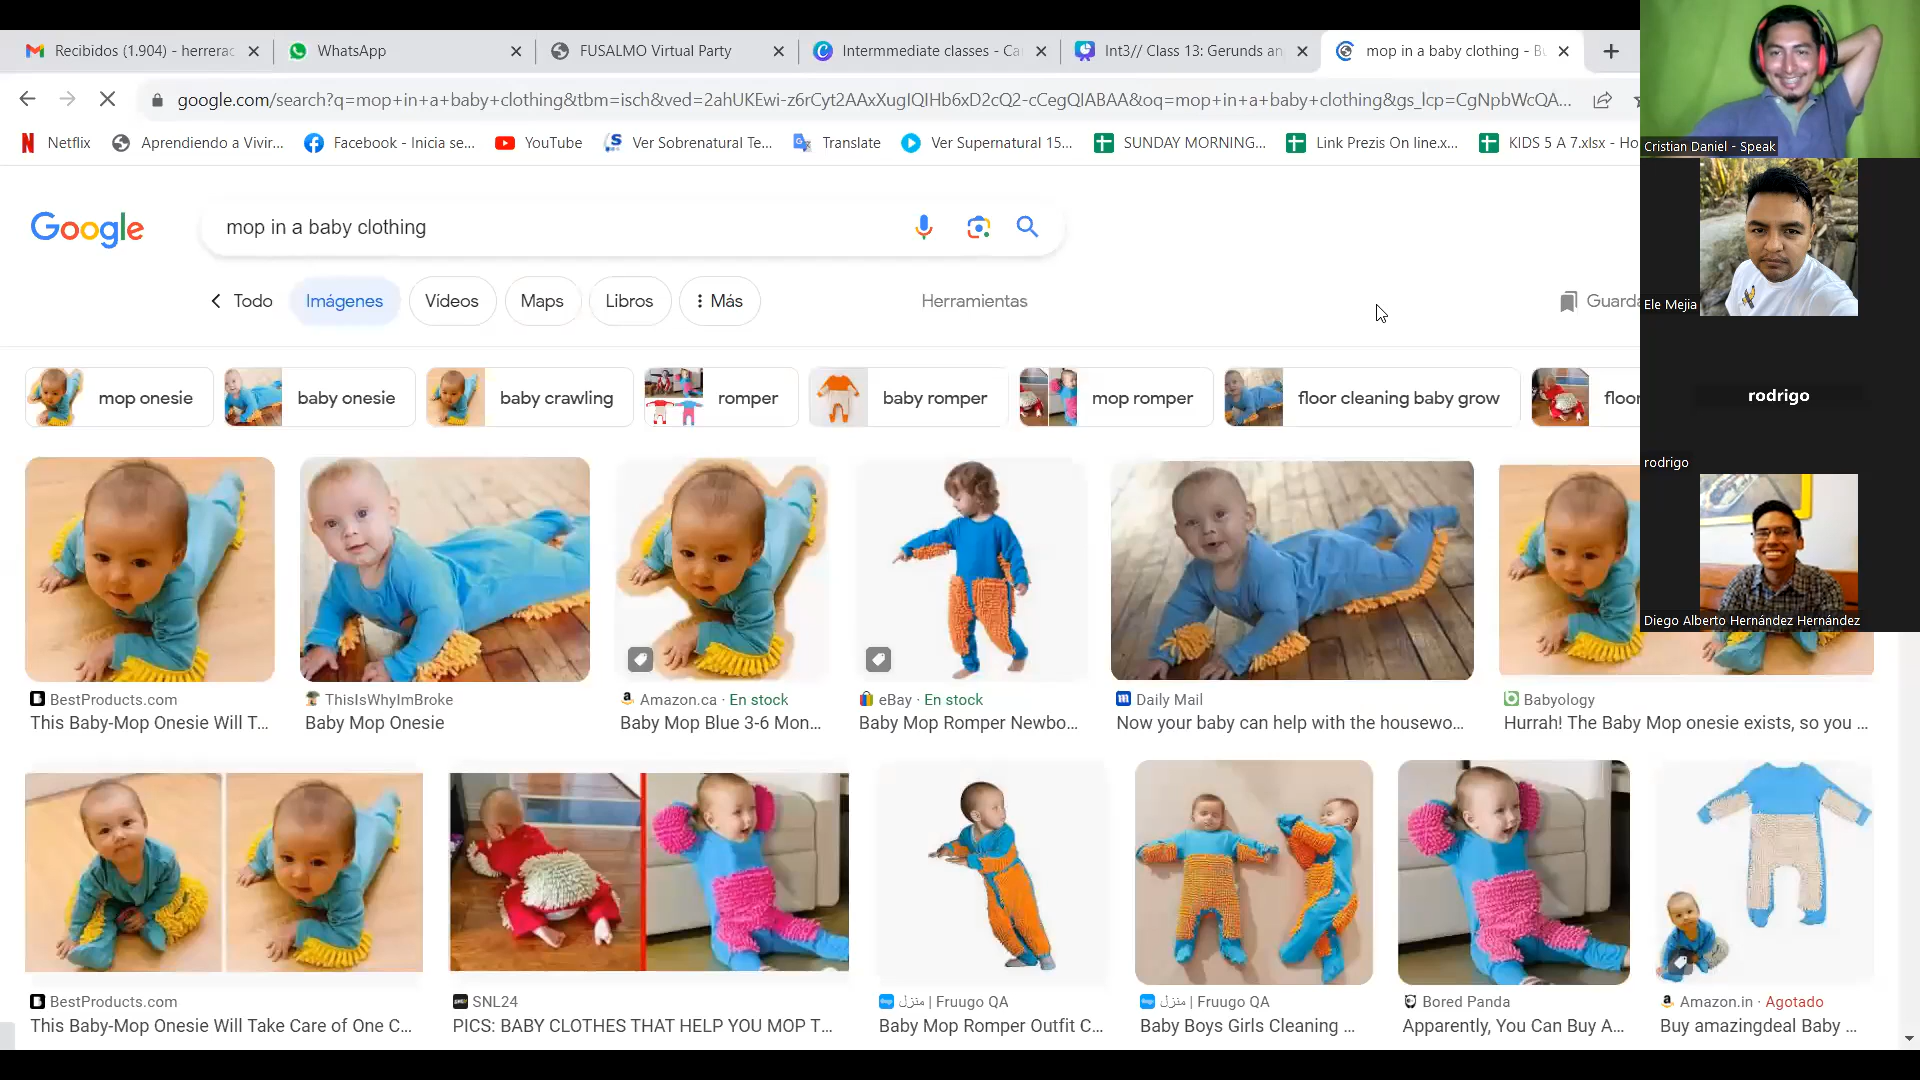 Recibidos (1.904) - herrerac
WhatsApp
FUSALMO Virtual Party
Intermmediate classes - Ca
Int3// Class 13: Gerunds an
mop in a baby clothing - Bu
google.com/search?q=mop+in+a+baby+clothing&tbm=isch&ved=2ahUKEwi-z6rCyt2AAxXugIQIHb6xD2cQ2-cCegQIABAA&oq=mop+in+a+baby+clothing&gs_lcp=CgNpbWcQA...
Netflix
Aprendiendo a Vivir...
Facebook - Inicia se...
YouTube
Ver Sobrenatural Te...
Translate
Ver Supernatural 15...
SUNDAY MORNING...
Link Prezis On line.x...
KIDS 5 A 7.xlsx - Ho
Cristian Daniel - Speak
Google
mop in a baby clothing
Todo
Imágenes
Vídeos
Maps
Libros
Más
Herramientas
Guarda
Ele Mejia
mop onesie
baby onesie
baby crawling
romper
baby romper
mop romper
floor cleaning baby grow
floor
rodrigo
rodrigo
Diego Alberto Hernández Hernández
BestProducts.com
This Baby-Mop Onesie Will T...
ThisIsWhyImBroke
Baby Mop Onesie
Amazon.ca · En stock
Baby Mop Blue 3-6 Mon...
eBay · En stock
Baby Mop Romper Newbo...
Daily Mail
Now your baby can help with the housewo...
Babyology
Hurrah! The Baby Mop onesie exists, so you ...
BestProducts.com
This Baby-Mop Onesie Will Take Care of One C...
SNL24
PICS: BABY CLOTHES THAT HELP YOU MOP T...
منزل | Fruugo QA
Baby Mop Romper Outfit C...
منزل | Fruugo QA
Baby Boys Girls Cleaning ...
Bored Panda
Apparently, You Can Buy A...
Amazon.in · Agotado
Buy amazingdeal Baby ...